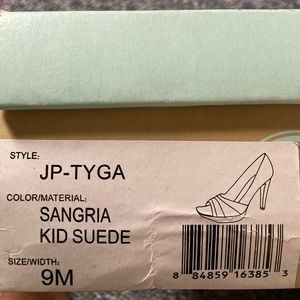 STYLE:
JP-TYGA
COLOR/MATERIAL:
SANGRIA
KID SUEDE
SIZE/WIDTH:
9M
8 84859 16385 3